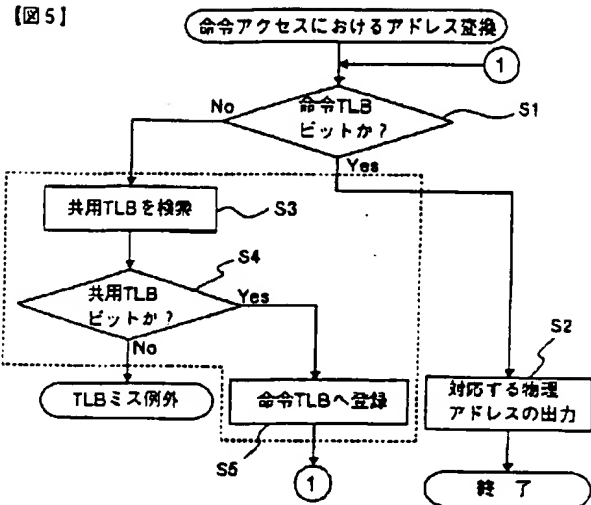 【図5】
命令アクセスにおけるアドレス変換
1
命令TLB
ヒットか?
S1
No
Yes
共用TLBを検索
S3
共用TLB
ヒットか?
S4
Yes
No
TLBミス例外
命令TLBへ登録
S5
1
S2
対応する物理
アドレスの出力
終 了